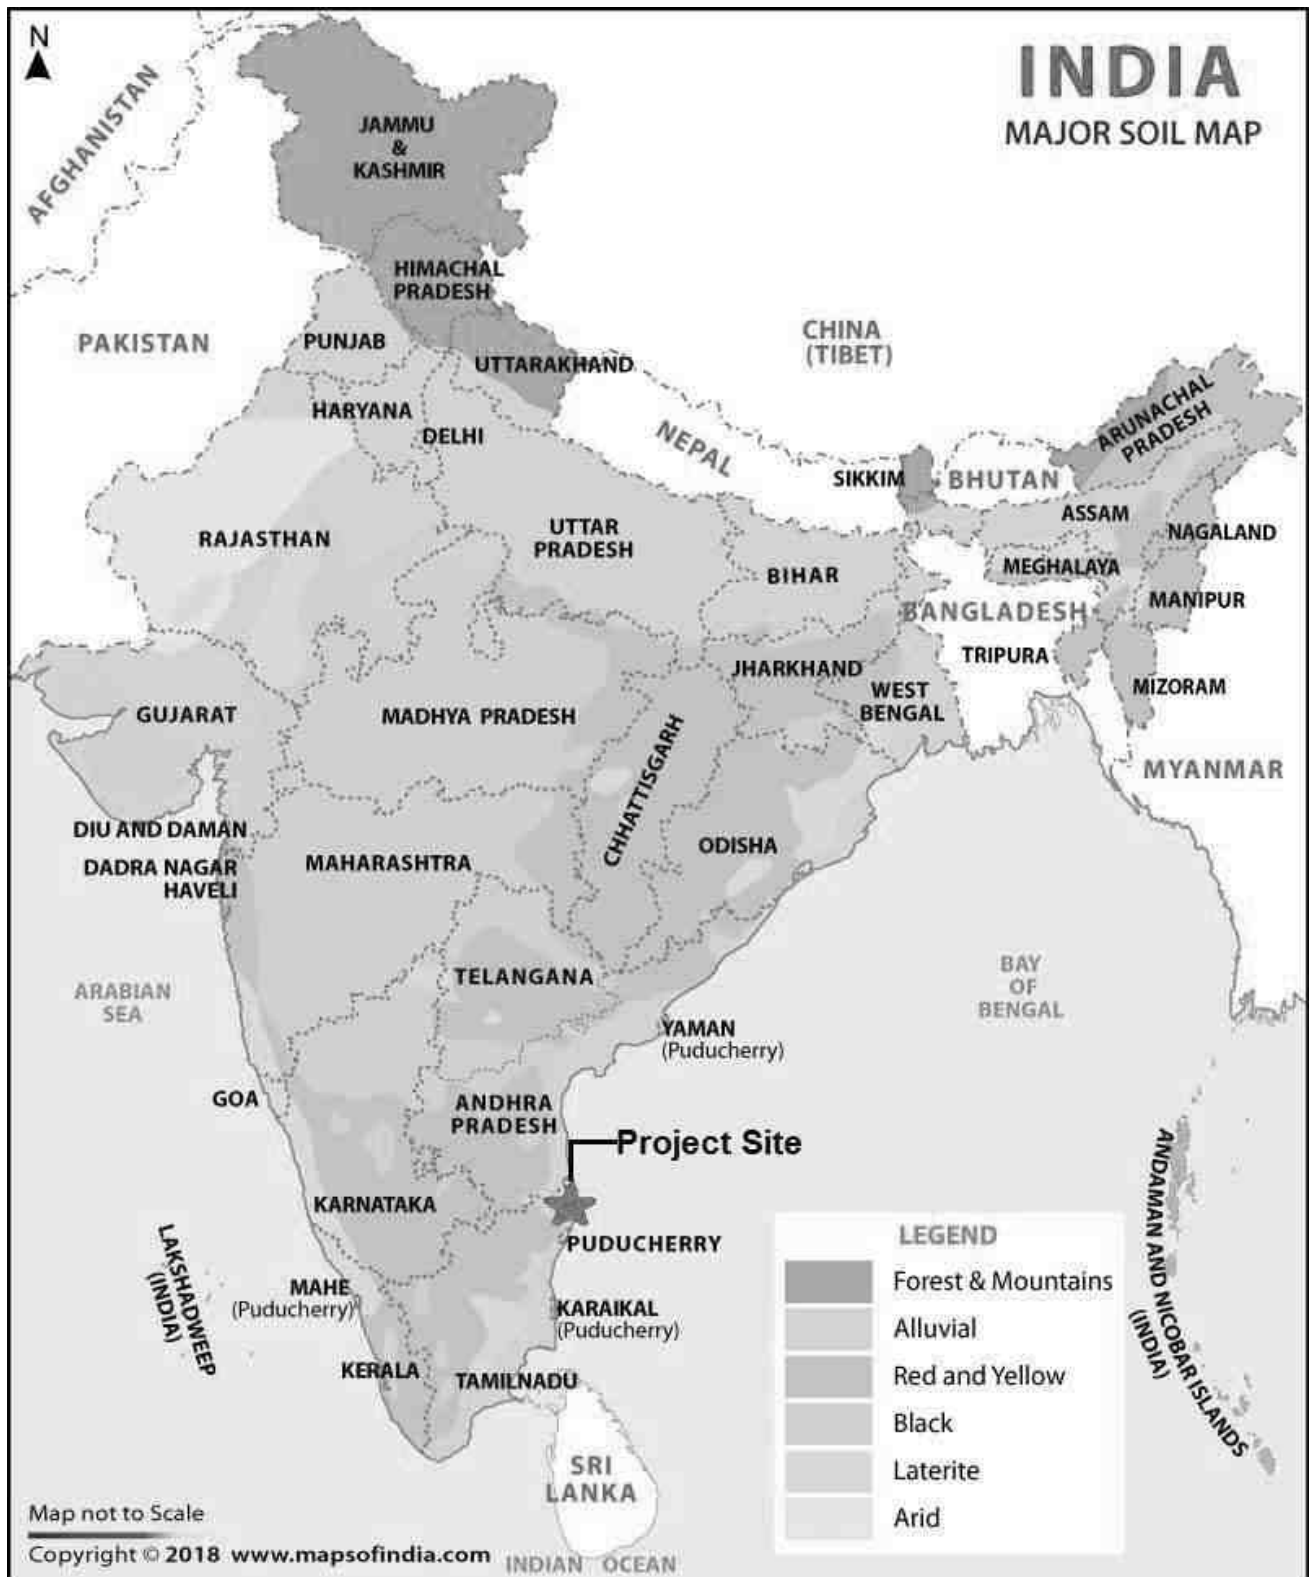 N
INDIA
MAJOR SOIL MAP
AFGHANISTAN
JAMMU
&
KASHMIR
HIMACHAL
PRADESH
PAKISTAN
PUNJAB
UTTARAKHAND
CHINA
(TIBET)
HARYANA
DELHI
NEPAL
ARUNACHAL
PRADESH
SIKKIM
BHUTAN
RAJASTHAN
UTTAR
PRADESH
ASSAM
NAGALAND
BIHAR
MEGHALAYA
BANGLADESH
MANIPUR
JHARKHAND
TRIPURA
GUJARAT
MADHYA PRADESH
WEST
BENGAL
MIZORAM
CHHATTISGARH
MYANMAR
DIU AND DAMAN
DADRA NAGAR
HAVELI
MAHARASHTRA
ODISHA
TELANGANA
ARABIAN
SEA
BAY
OF
BENGAL
YAMAN
(Puducherry)
GOA
ANDHRA
PRADESH
Project Site
KARNATAKA
PUDUCHERRY
LAKSHADWEEP
(INDIA)
MAHE
(Puducherry)
KARAIKAL
(Puducherry)
KERALA
TAMILNADU
ANDAMAN AND NICOBAR ISLANDS
(INDIA)
LEGEND
Forest & Mountains
Alluvial
Red and Yellow
Black
Laterite
Arid
SRI
LANKA
Map not to Scale
Copyright © 2018 www.mapsofindia.com
INDIAN OCEAN